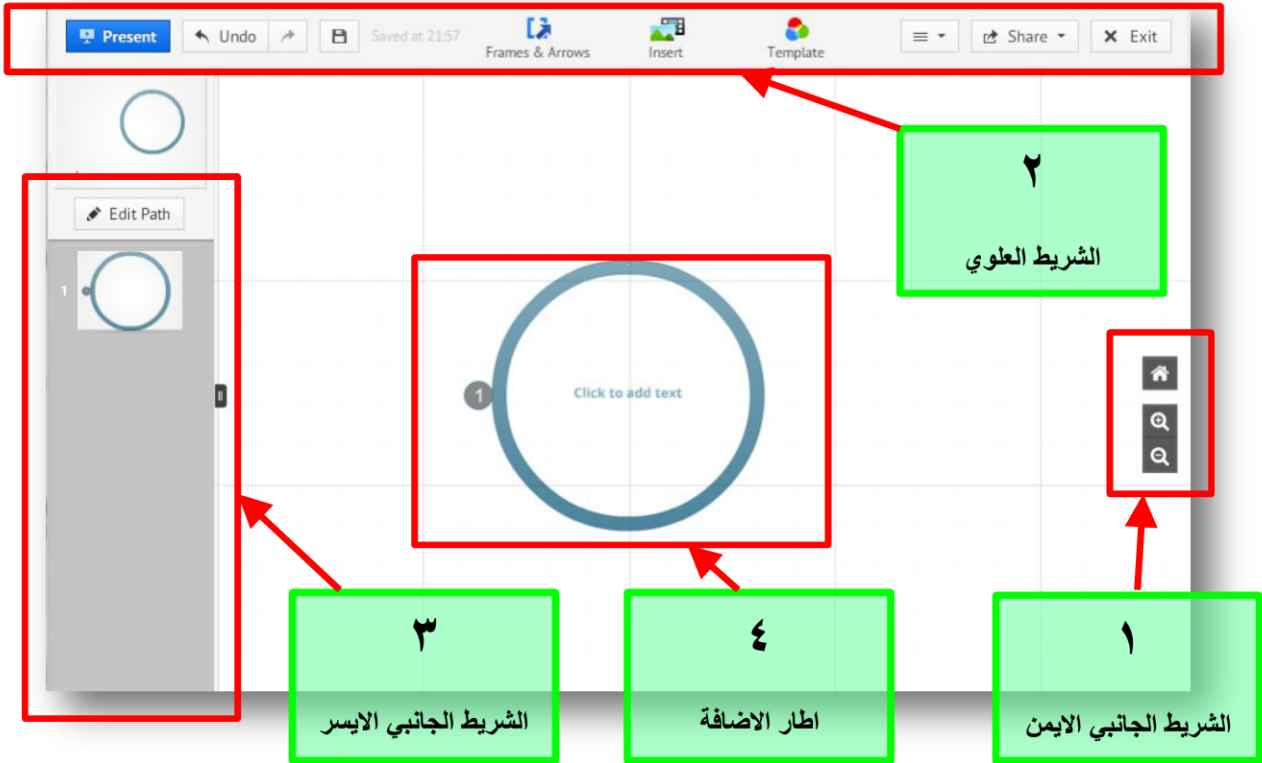 Present Undo Saved at 21:57 Frames & Arrows Insert Template Share Exit
٢
الشريط العلوي
Edit Path
1
1 Click to add text
٣
الشريط الجانبي الايسر
٤
اطار الاضافة
١
الشريط الجانبي الايمن